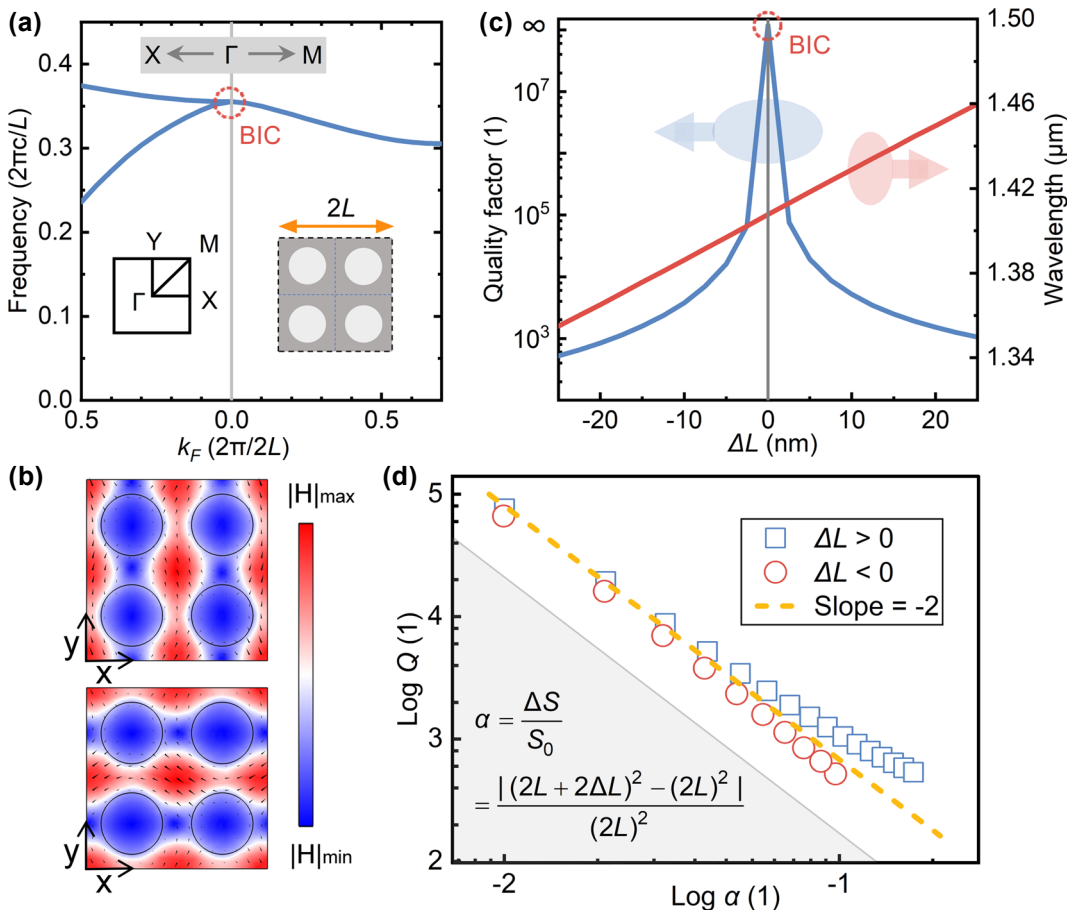 (a)
X ← Γ → M
BIC
2L
Y
M
Γ
X
Frequency (2πc/L)
0.4
0.3
0.2
0.1
0.0
0.5
0.0
0.5
k_F (2π/2L)
(c)
BIC
Quality factor (1)
∞
10^7
10^5
10^3
Wavelength (μm)
1.50
1.46
1.42
1.38
1.34
-20
-10
0
10
20
ΔL (nm)
(b)
y
x
y
x
|H|max
|H|min
(d)
ΔL > 0
ΔL < 0
Slope = -2
α = ΔS / S_0
= | (2L + 2ΔL)^2 − (2L)^2 | / (2L)^2
Log Q (1)
5
4
3
2
-2
-1
Log α (1)